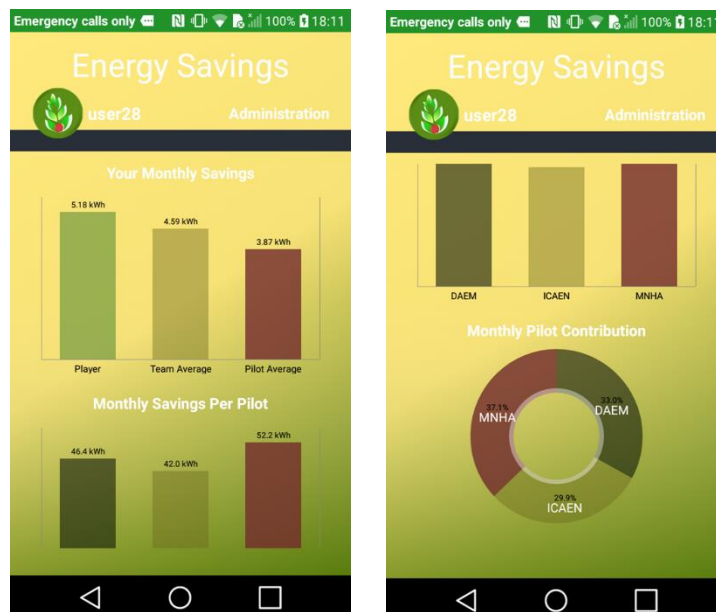 Emergency calls only 100% 18:11
Energy Savings
user28 Administration
Your Monthly Savings
5.18 kWh
4.59 kWh
3.87 kWh
Player Team Average Pilot Average
Monthly Savings Per Pilot
46.4 kWh
42.0 kWh
52.2 kWh
Emergency calls only 100% 18:11
Energy Savings
user28 Administration
DAEM ICAEN MNHA
Monthly Pilot Contribution
37.1%
MNHA
33.0%
DAEM
29.9%
ICAEN